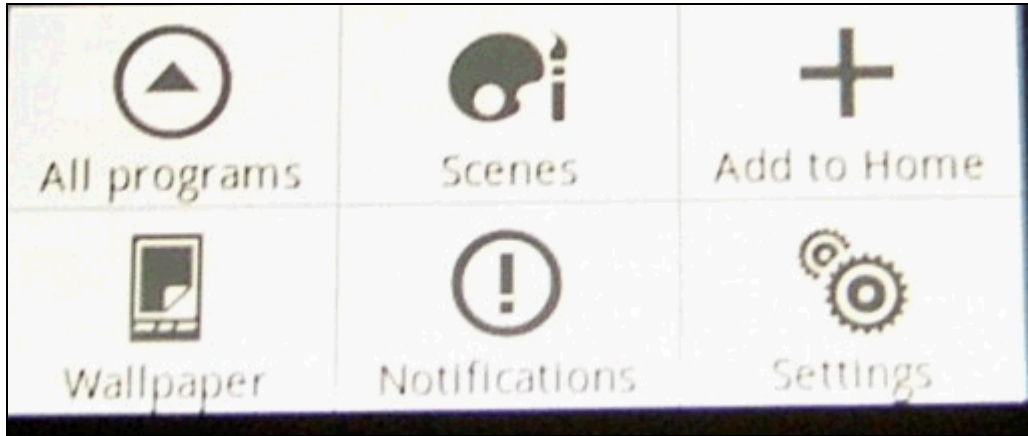 All programs
Scenes
Add to Home
Wallpaper
Notifications
Settings